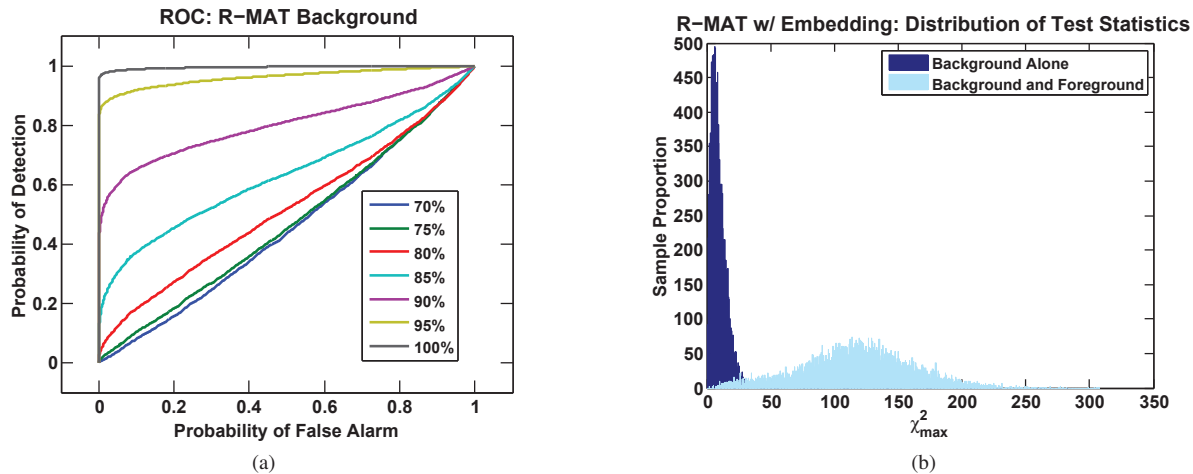 ROC: R−MAT Background
Probability of Detection
1
0.8
0.6
0.4
0.2
0
0 0.2 0.4 0.6 0.8 1
Probability of False Alarm
70%
75%
80%
85%
90%
95%
100%
(a)
R−MAT w/ Embedding: Distribution of Test Statistics
Sample Proportion
500
450
400
350
300
250
200
150
100
50
0
0 50 100 150 200 250 300 350
χ²max
Background Alone
Background and Foreground
(b)